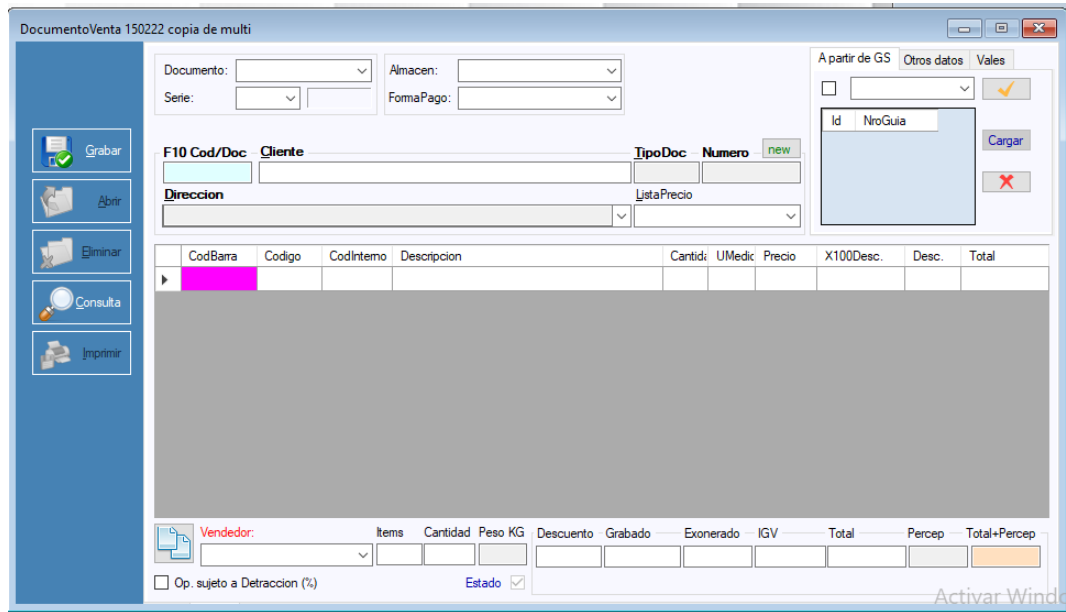 DocumentoVenta 150222 copia de multi
Grabar
Abrir
Eliminar
Consulta
Imprimir
Documento:
Serie:
Almacen:
FormaPago:
A partir de GS Otros datos Vales
Id NroGuia
Cargar
F10 Cod/Doc Cliente TipoDoc Numero new
Direccion ListaPrecio
CodBarra Codigo CodInterno Descripcion Cantida UMedic Precio X100Desc. Desc. Total
Vendedor: Items Cantidad Peso KG Descuento Grabado Exonerado IGV Total Percep Total+Percep
Op. sujeto a Detraccion (%) Estado
Activar Windo